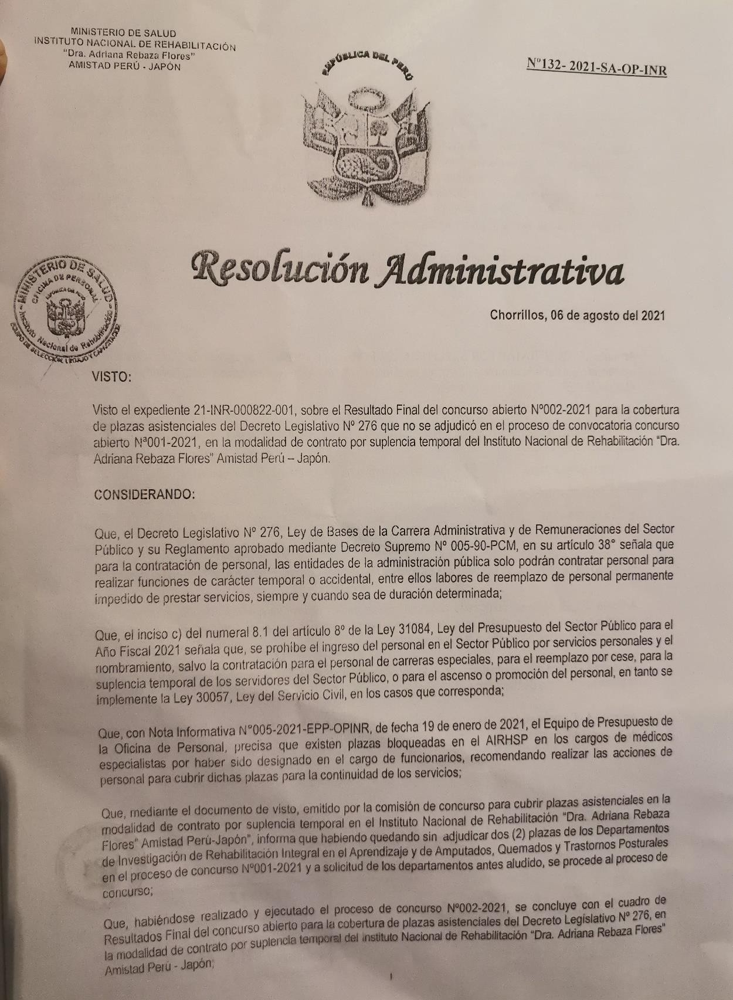 MINISTERIO DE SALUD
INSTITUTO NACIONAL DE REHABILITACIÓN
"Dra. Adriana Rebaza Flores"
AMISTAD PERÚ - JAPÓN
Nº132- 2021-SA-OP-INR
REPÚBLICA DEL PERÚ
Resolución Administrativa
MINISTERIO DE SALUD
OFICINA DE PERSONAL
REPÚBLICA DEL PERÚ
Instituto Nacional de Rehabilitación
EQUIPO DE SELECCIÓN, LEGAJO Y CAPACITACIÓN
Chorrillos, 06 de agosto del 2021
VISTO:
Visto el expediente 21-INR-000822-001, sobre el Resultado Final del concurso abierto Nº002-2021 para la cobertura
de plazas asistenciales del Decreto Legislativo Nº 276 que no se adjudicó en el proceso de convocatoria concurso
abierto Nª001-2021, en la modalidad de contrato por suplencia temporal del Instituto Nacional de Rehabilitación "Dra.
Adriana Rebaza Flores" Amistad Perú – Japón.
CONSIDERANDO:
Que, el Decreto Legislativo Nº 276, Ley de Bases de la Carrera Administrativa y de Remuneraciones del Sector
Público y su Reglamento aprobado mediante Decreto Supremo Nº 005-90-PCM, en su artículo 38° señala que
para la contratación de personal, las entidades de la administración pública solo podrán contratar personal para
realizar funciones de carácter temporal o accidental, entre ellos labores de reemplazo de personal permanente
impedido de prestar servicios, siempre y cuando sea de duración determinada;
Que, el inciso c) del numeral 8.1 del artículo 8º de la Ley 31084, Ley del Presupuesto del Sector Público para el
Año Fiscal 2021 señala que, se prohíbe el ingreso del personal en el Sector Público por servicios personales y el
nombramiento, salvo la contratación para el personal de carreras especiales, para el reemplazo por cese, para la
suplencia temporal de los servidores del Sector Público, o para el ascenso o promoción del personal, en tanto se
implemente la Ley 30057, Ley del Servicio Civil, en los casos que corresponda;
Que, con Nota Informativa N°005-2021-EPP-OPINR, de fecha 19 de enero de 2021, el Equipo de Presupuesto de
la Oficina de Personal, precisa que existen plazas bloqueadas en el AIRHSP en los cargos de médicos
especialistas por haber sido designado en el cargo de funcionarios, recomendando realizar las acciones de
personal para cubrir dichas plazas para la continuidad de los servicios;
Que, mediante el documento de visto, emitido por la comisión de concurso para cubrir plazas asistenciales en la
modalidad de contrato por suplencia temporal en el Instituto Nacional de Rehabilitación "Dra. Adriana Rebaza
Flores" Amistad Perú-Japón", informa que habiendo quedando sin adjudicar dos (2) plazas de los Departamentos
de Investigación de Rehabilitación Integral en el Aprendizaje y de Amputados, Quemados y Trastornos Posturales
en el proceso de concurso Nº001-2021 y a solicitud de los departamentos antes aludido, se procede al proceso de
concurso;
Que, habiéndose realizado y ejecutado el proceso de concurso Nº002-2021, se concluye con el cuadro de
Resultados Final del concurso abierto para la cobertura de plazas asistenciales del Decreto Legislativo Nº 276, en
la modalidad de contrato por suplencia temporal del Instituto Nacional de Rehabilitación "Dra. Adriana Rebaza Flores"
Amistad Perú - Japón;
1